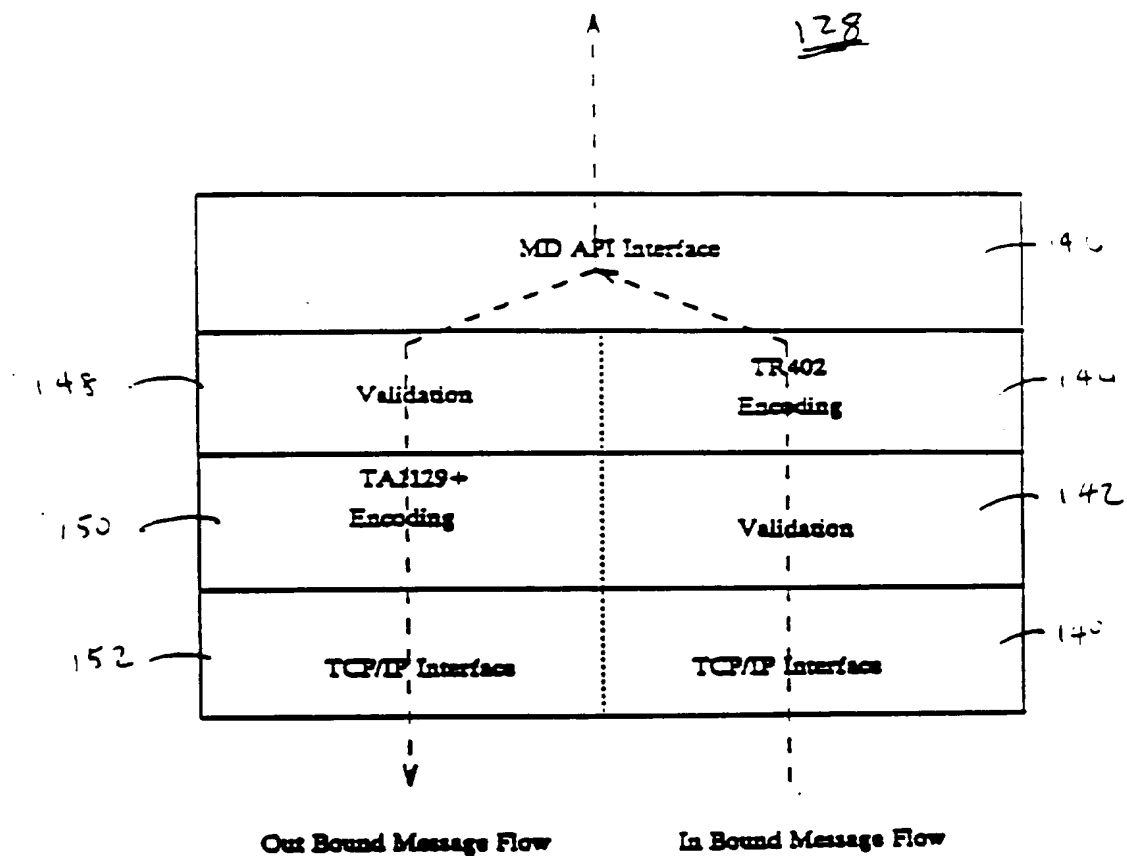 128
MD API Interface
148
Validation
TR402
Encoding
150
TA1129+
Encoding
Validation
142
152
TCP/IP Interface
TCP/IP Interface
140
Out Bound Message Flow
In Bound Message Flow